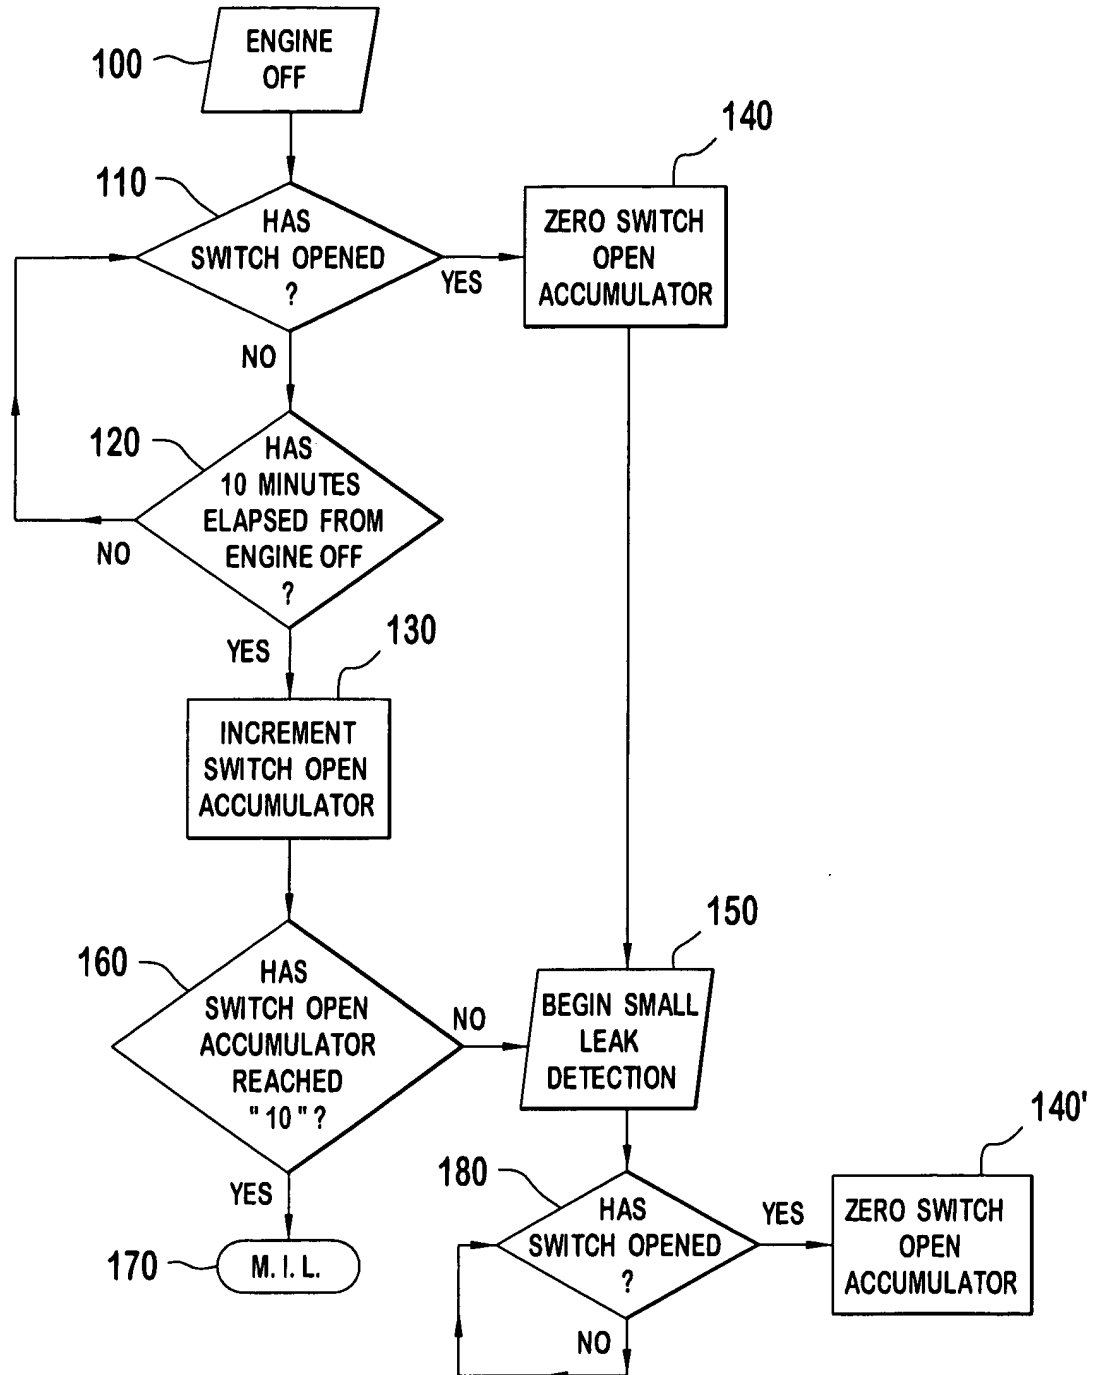 100
ENGINE
OFF
110
HAS
SWITCH OPENED
?
YES
NO
140
ZERO SWITCH
OPEN
ACCUMULATOR
120
HAS
10 MINUTES
ELAPSED FROM
ENGINE OFF
?
NO
YES
130
INCREMENT
SWITCH OPEN
ACCUMULATOR
160
HAS
SWITCH OPEN
ACCUMULATOR
REACHED
"10"?
NO
YES
150
BEGIN SMALL
LEAK
DETECTION
170
M. I. L.
180
HAS
SWITCH OPENED
?
YES
NO
140'
ZERO SWITCH
OPEN
ACCUMULATOR